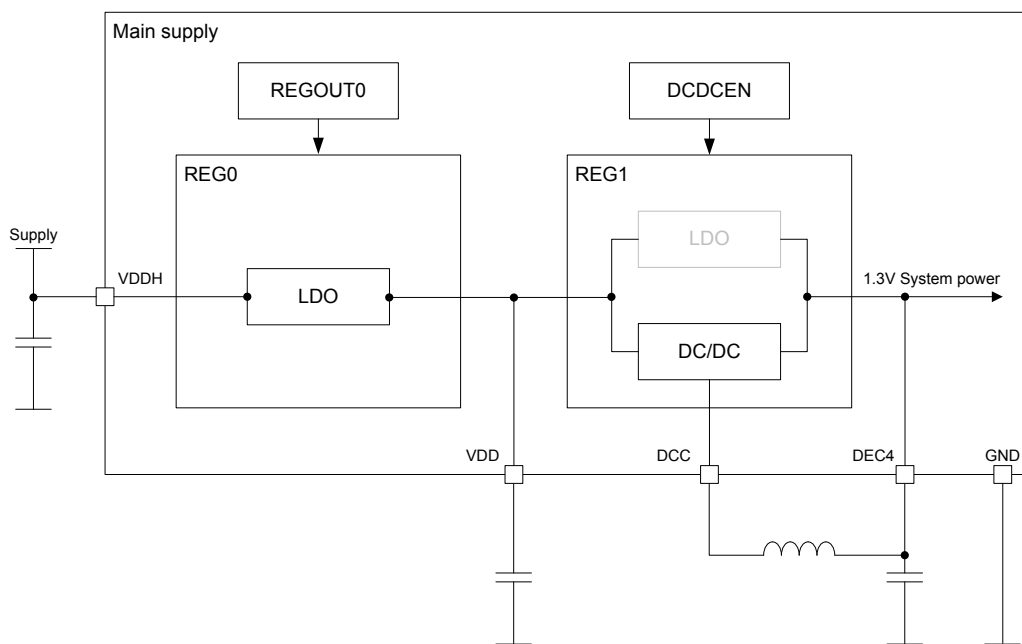 Main supply
REGOUT0
DCDCEN
REG0
REG1
Supply
LDO
VDDH
LDO
1.3V System power
DC/DC
VDD
DCC
DEC4
GND